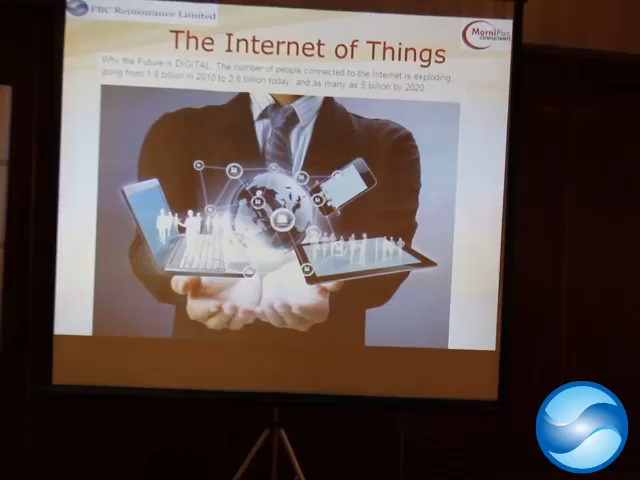 FBC Reinsurance Limited
MorniPac
CONSULTANTS
The Internet of Things
Why the Future is DIGITAL. The number of people connected to the Internet is exploding,
going from 1.8 billion in 2010 to 2.8 billion today, and as many as 5 billion by 2020